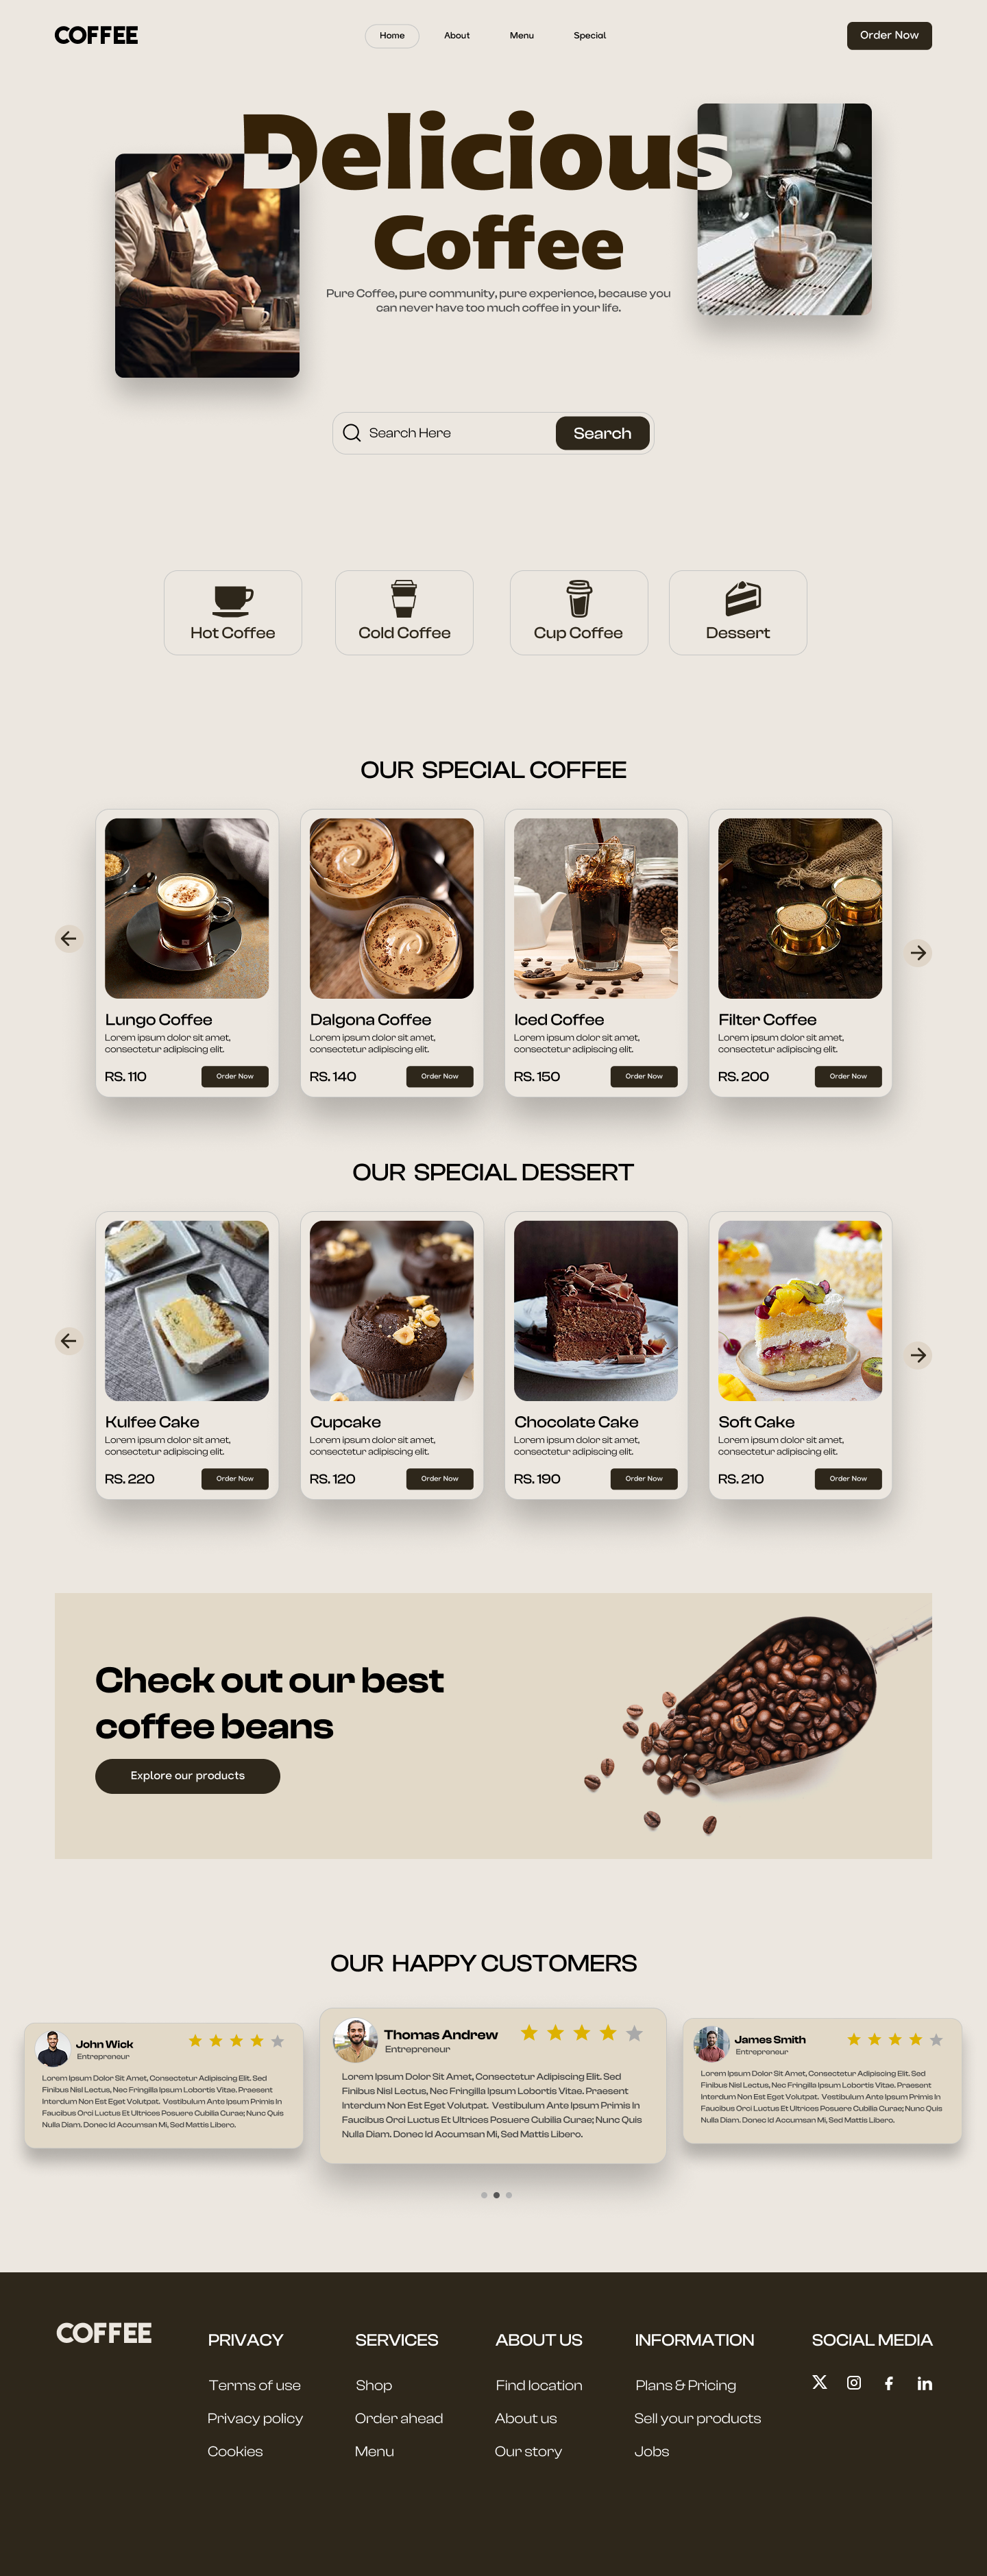 COFFEE
Home
About
Menu
Special
Order Now
Delicious
Coffee
Pure Coffee, pure community, pure experience, because you
can never have too much coffee in your life.
Search Here
Search
Hot Coffee
Cold Coffee
Cup Coffee
Dessert
OUR SPECIAL COFFEE
Lungo Coffee
Lorem ipsum dolor sit amet,
consectetur adipiscing elit.
RS. 110
Order Now
Dalgona Coffee
Lorem ipsum dolor sit amet,
consectetur adipiscing elit.
RS. 140
Order Now
Iced Coffee
Lorem ipsum dolor sit amet,
consectetur adipiscing elit.
RS. 150
Order Now
Filter Coffee
Lorem ipsum dolor sit amet,
consectetur adipiscing elit.
RS. 200
Order Now
OUR SPECIAL DESSERT
Kulfee Cake
Lorem ipsum dolor sit amet,
consectetur adipiscing elit.
RS. 220
Order Now
Cupcake
Lorem ipsum dolor sit amet,
consectetur adipiscing elit.
RS. 120
Order Now
Chocolate Cake
Lorem ipsum dolor sit amet,
consectetur adipiscing elit.
RS. 190
Order Now
Soft Cake
Lorem ipsum dolor sit amet,
consectetur adipiscing elit.
RS. 210
Order Now
Check out our best
coffee beans
Explore our products
OUR HAPPY CUSTOMERS
John Wick
Entrepreneur
Lorem Ipsum Dolor Sit Amet, Consectetur Adipiscing Elit. Sed
Finibus Nisl Lectus, Nec Fringilla Ipsum Lobortis Vitae. Praesent
Interdum Non Est Eget Volutpat. Vestibulum Ante Ipsum Primis In
Faucibus Orci Luctus Et Ultrices Posuere Cubilia Curae; Nunc Quis
Nulla Diam. Donec Id Accumsan Mi, Sed Mattis Libero.
Thomas Andrew
Entrepreneur
Lorem Ipsum Dolor Sit Amet, Consectetur Adipiscing Elit. Sed
Finibus Nisl Lectus, Nec Fringilla Ipsum Lobortis Vitae. Praesent
Interdum Non Est Eget Volutpat. Vestibulum Ante Ipsum Primis In
Faucibus Orci Luctus Et Ultrices Posuere Cubilia Curae; Nunc Quis
Nulla Diam. Donec Id Accumsan Mi, Sed Mattis Libero.
James Smith
Entrepreneur
Lorem Ipsum Dolor Sit Amet, Consectetur Adipiscing Elit. Sed
Finibus Nisl Lectus, Nec Fringilla Ipsum Lobortis Vitae. Praesent
Interdum Non Est Eget Volutpat. Vestibulum Ante Ipsum Primis In
Faucibus Orci Luctus Et Ultrices Posuere Cubilia Curae; Nunc Quis
Nulla Diam. Donec Id Accumsan Mi, Sed Mattis Libero.
COFFEE
PRIVACY
Terms of use
Privacy policy
Cookies
SERVICES
Shop
Order ahead
Menu
ABOUT US
Find location
About us
Our story
INFORMATION
Plans & Pricing
Sell your products
Jobs
SOCIAL MEDIA